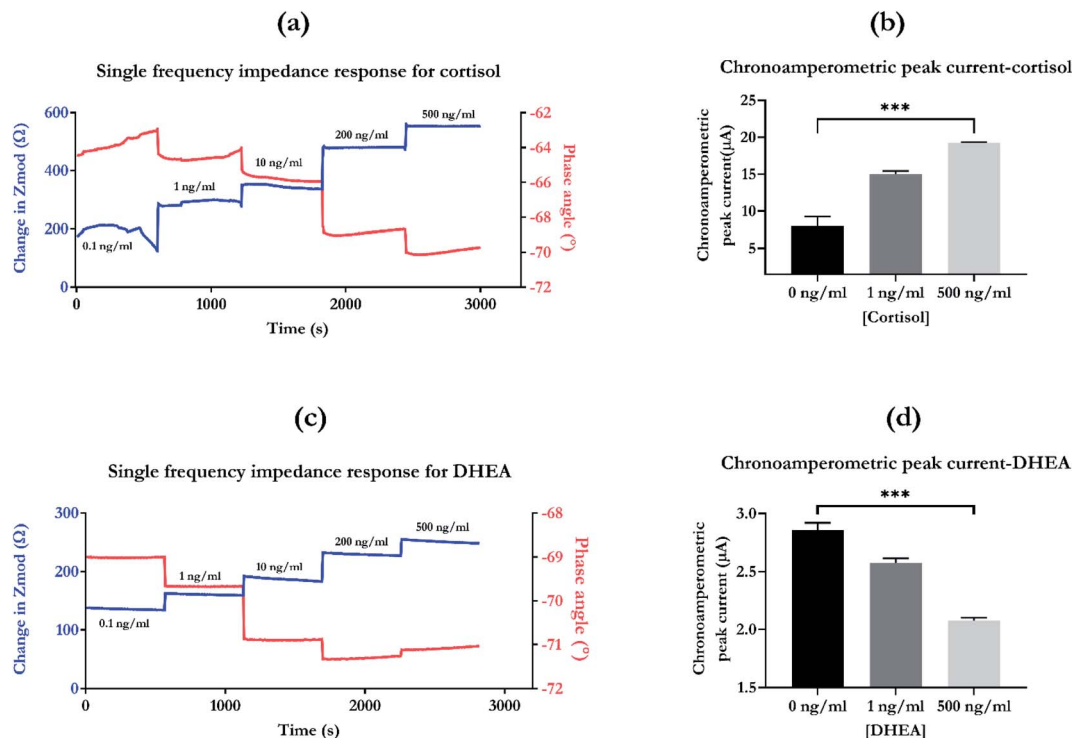 (a)
Single frequency impedance response for cortisol
Change in Zmod (Ω)
600
400
200
0
0.1 ng/ml
1 ng/ml
10 ng/ml
200 ng/ml
500 ng/ml
-62
-64
-66
-68
-70
-72
Phase angle (°)
0
1000
2000
3000
Time (s)
(b)
Chronoamperometric peak current-cortisol
Chronoamperometric
peak current(μA)
25
20
15
10
5
***
0 ng/ml
1 ng/ml
500 ng/ml
[Cortisol]
(c)
Single frequency impedance response for DHEA
Change in Zmod (Ω)
300
200
100
0
0.1 ng/ml
1 ng/ml
10 ng/ml
200 ng/ml
500 ng/ml
-68
-69
-70
-71
-72
Phase angle (°)
0
1000
2000
3000
Time (s)
(d)
Chronoamperometric peak current-DHEA
Chronoamperometric
peak current (μA)
3.0
2.5
2.0
1.5
***
0 ng/ml
1 ng/ml
500 ng/ml
[DHEA]